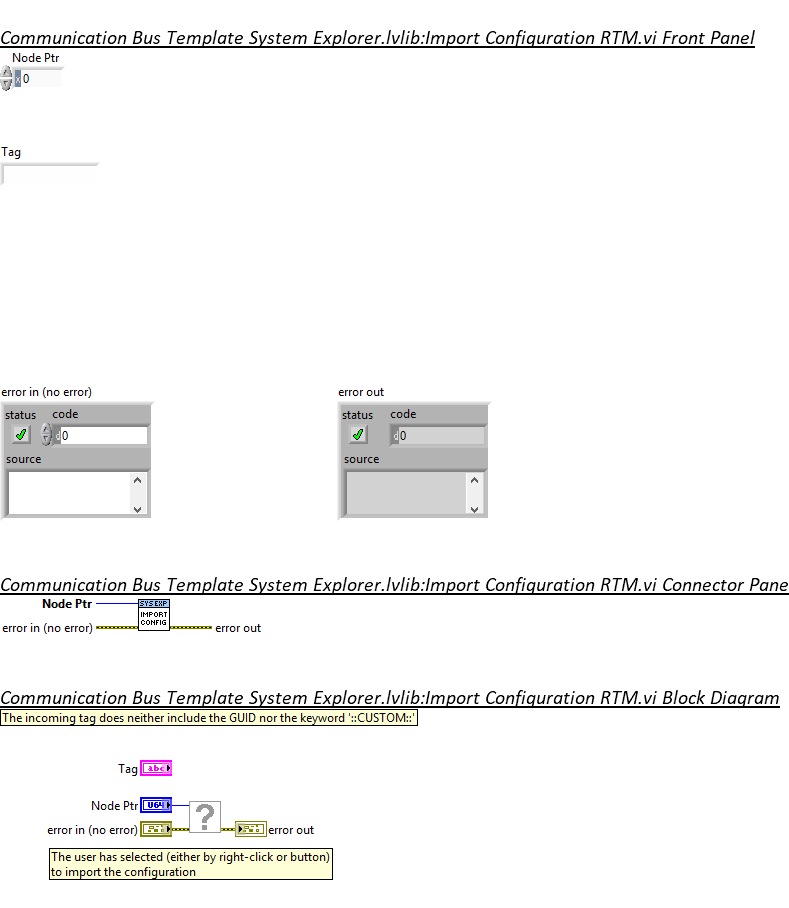 Communication Bus Template System Explorer.lvlib:Import Configuration RTM.vi Front Panel
Node Ptr
x 0
Tag
error in (no error)
error out
status code
d 0
source
status code
d 0
source
Communication Bus Template System Explorer.lvlib:Import Configuration RTM.vi Connector Pane
Node Ptr
SYS EXP
IMPORT
CONFIG
error in (no error)
error out
Communication Bus Template System Explorer.lvlib:Import Configuration RTM.vi Block Diagram
The incoming tag does neither include the GUID nor the keyword '::CUSTOM::'
Tag abc
Node Ptr U64
?
error in (no error)
error out
The user has selected (either by right-click or button)
to import the configuration